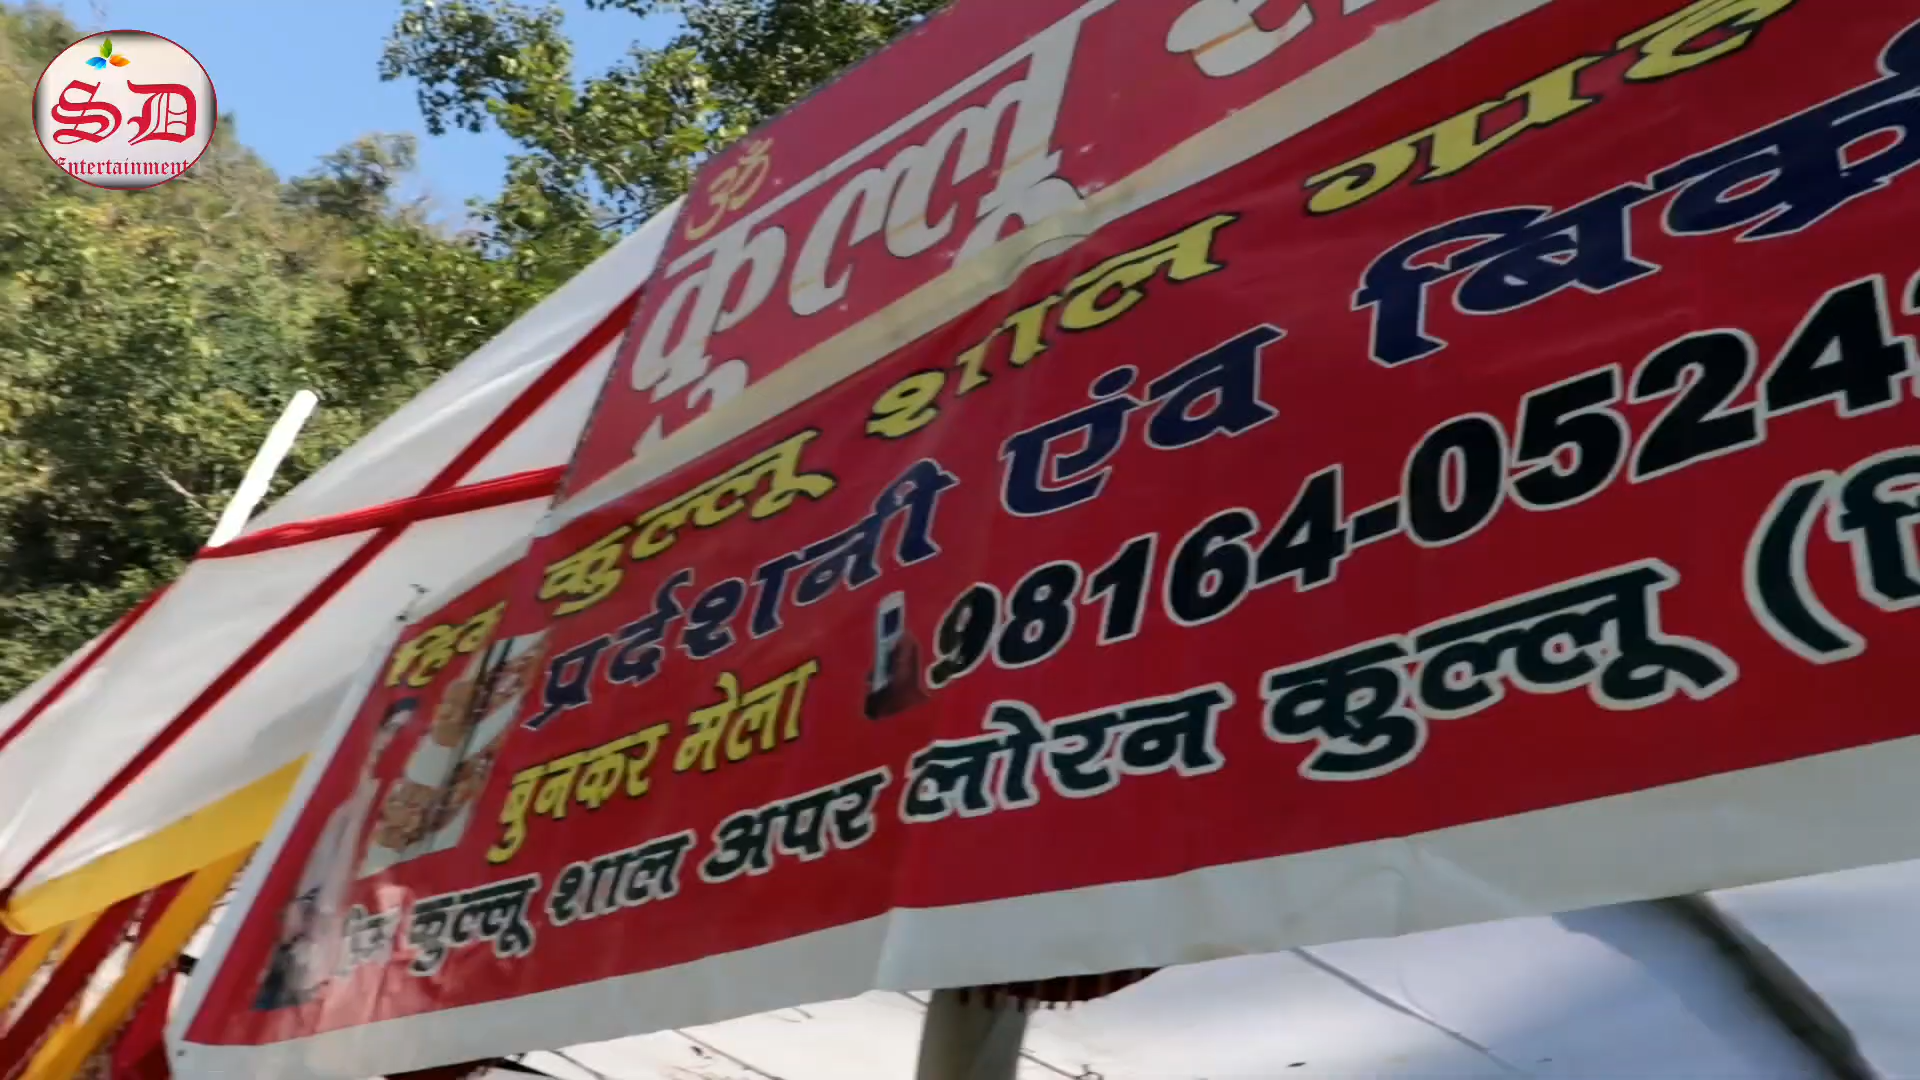 SD
Entertainment
ॐ
कुल्लू
हिम कुल्लू शाल
प्रर्दशनी एंव बिक्री
बुनकर मेला 98164-0524
हिम कुल्लू शाल अपर लोरन कुल्लू (